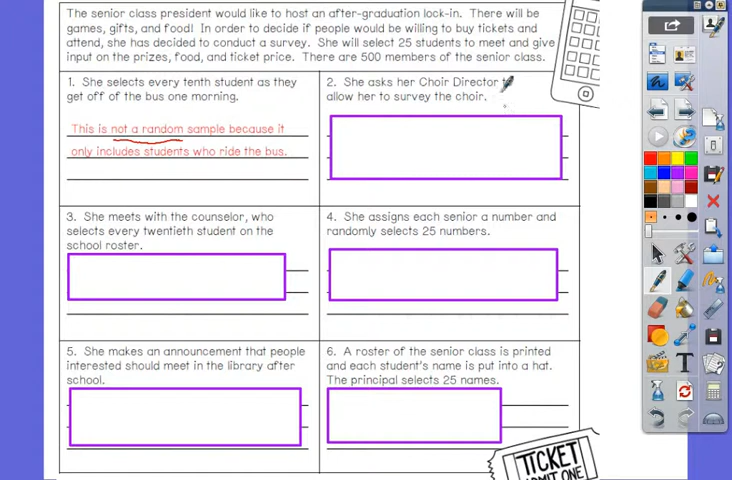 The senior class president would like to host an after-graduation lock-in. There will be
games, gifts, and food! In order to decide if people would be willing to buy tickets and
attend, she has decided to conduct a survey. She will select 25 students to meet and give
input on the prizes, food, and ticket price. There are 500 members of the senior class.
1. She selects every tenth student as they
get off of the bus one morning.
This is not a random sample because it
only includes students who ride the bus.
2. She asks her Choir Director
allow her to survey the choir.
3. She meets with the counselor, who
selects every twentieth student on the
school roster.
4. She assigns each senior a number and
randomly selects 25 numbers.
5. She makes an announcement that people
interested should meet in the library after
school.
6. A roster of the senior class is printed
and each student's name is put into a hat.
The principal selects 25 names.
TICKET
ADMIT ONE
T